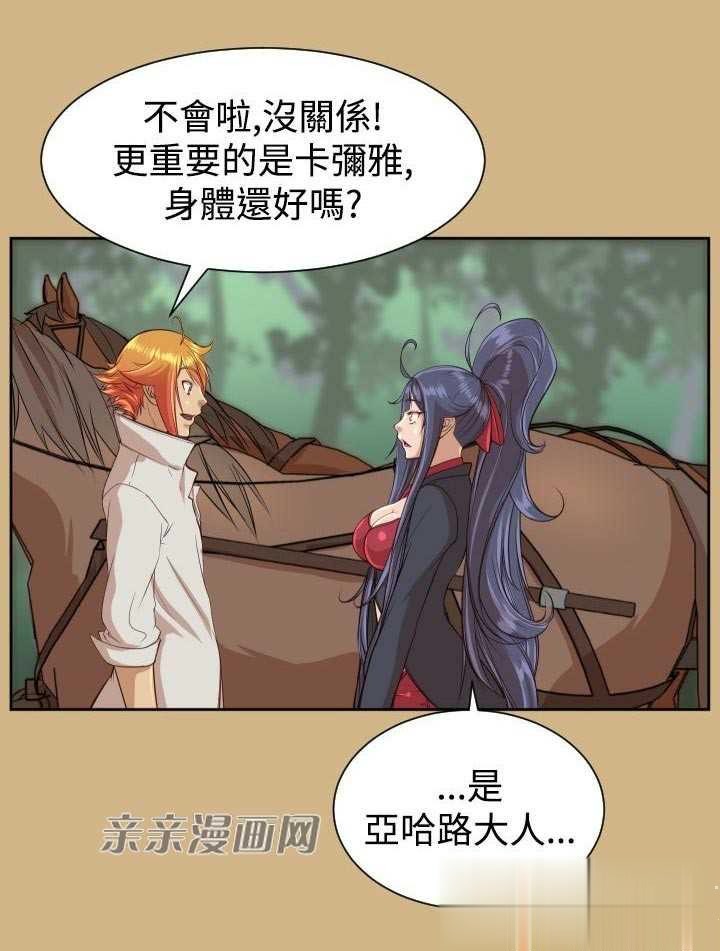 不會啦,沒關係!
更重要的是卡彌雅,
身體還好嗎?
...是
亞哈路大人...
亲亲漫画网